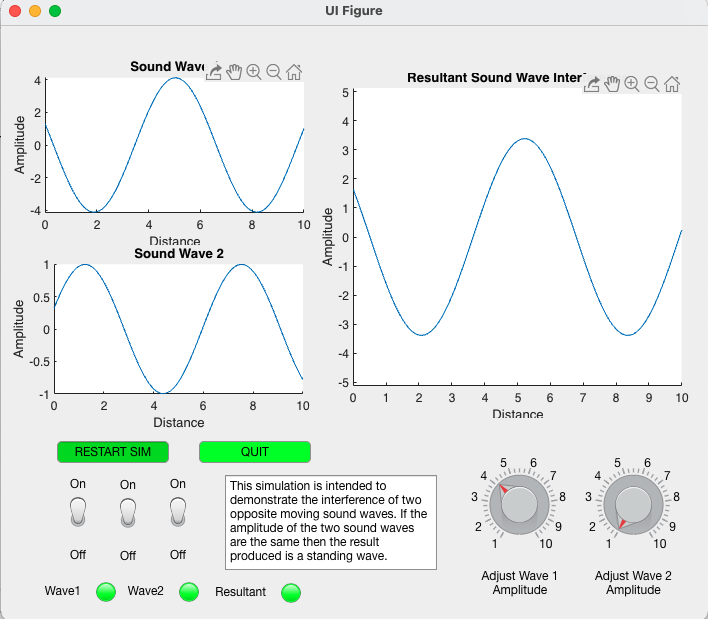 UI Figure
Sound Wave
4
2
0
-2
-4
Amplitude
0 2 4 6 8 10
Distance
Sound Wave 2
1
0.5
0
-0.5
-1
Amplitude
0 2 4 6 8 10
Distance
Resultant Sound Wave
5
4
3
2
1
0
-1
-2
-3
-4
-5
Amplitude
0 1 2 3 4 5 6 7 8 9 10
Distance
RESTART SIM
QUIT
On On On
Off Off Off
This simulation is intended to
demonstrate the interference of two
opposite moving sound waves. If the
amplitude of the two sound waves
are the same then the result
produced is a standing wave.
Wave1 Wave2 Resultant
1 2 3 4 5 6 7 8 9 10
Adjust Wave 1
Amplitude
1 2 3 4 5 6 7 8 9 10
Adjust Wave 2
Amplitude